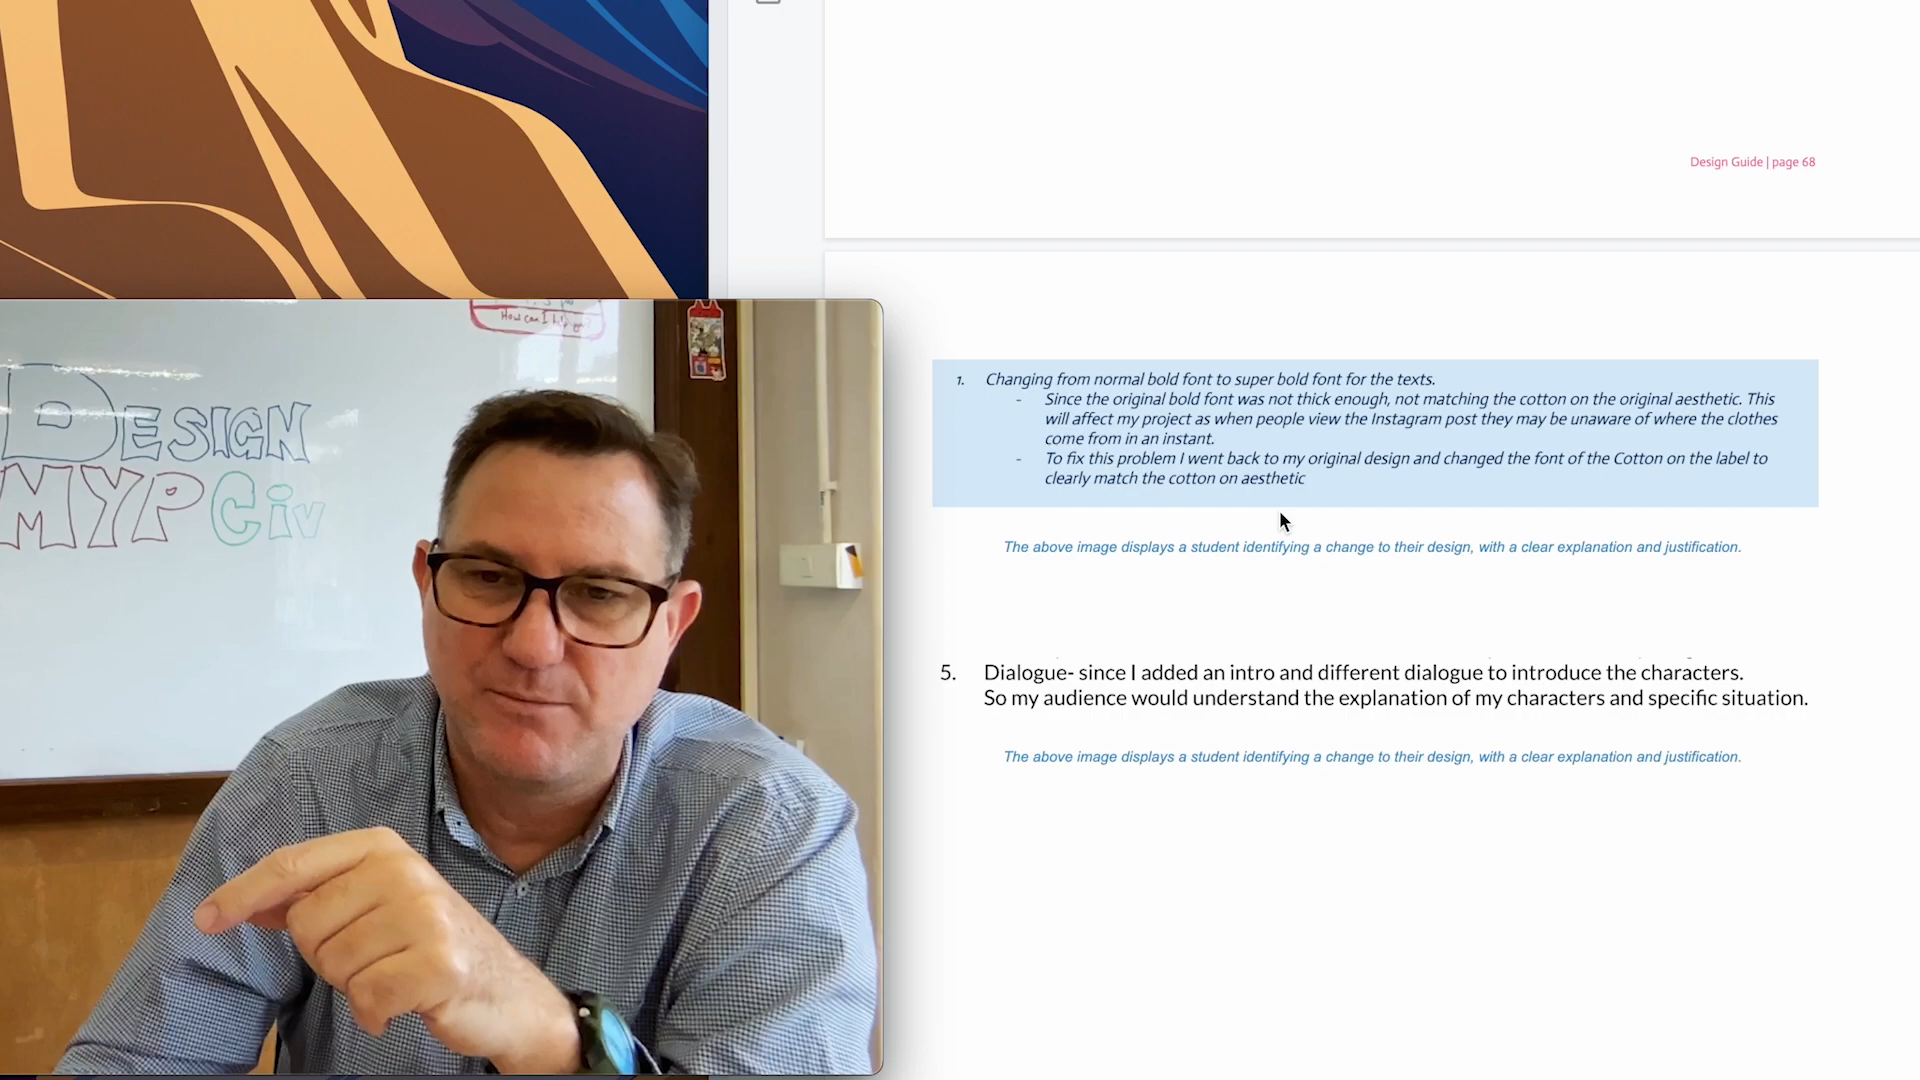 Design Guide | page 68
How can I help you?
DESIGN
MYP Civ
1. Changing from normal bold font to super bold font for the texts.
- Since the original bold font was not thick enough, not matching the cotton on the original aesthetic. This
will affect my project as when people view the Instagram post they may be unaware of where the clothes
come from in an instant.
- To fix this problem I went back to my original design and changed the font of the Cotton on the label to
clearly match the cotton on aesthetic
The above image displays a student identifying a change to their design, with a clear explanation and justification.
5. Dialogue- since I added an intro and different dialogue to introduce the characters.
So my audience would understand the explanation of my characters and specific situation.
The above image displays a student identifying a change to their design, with a clear explanation and justification.